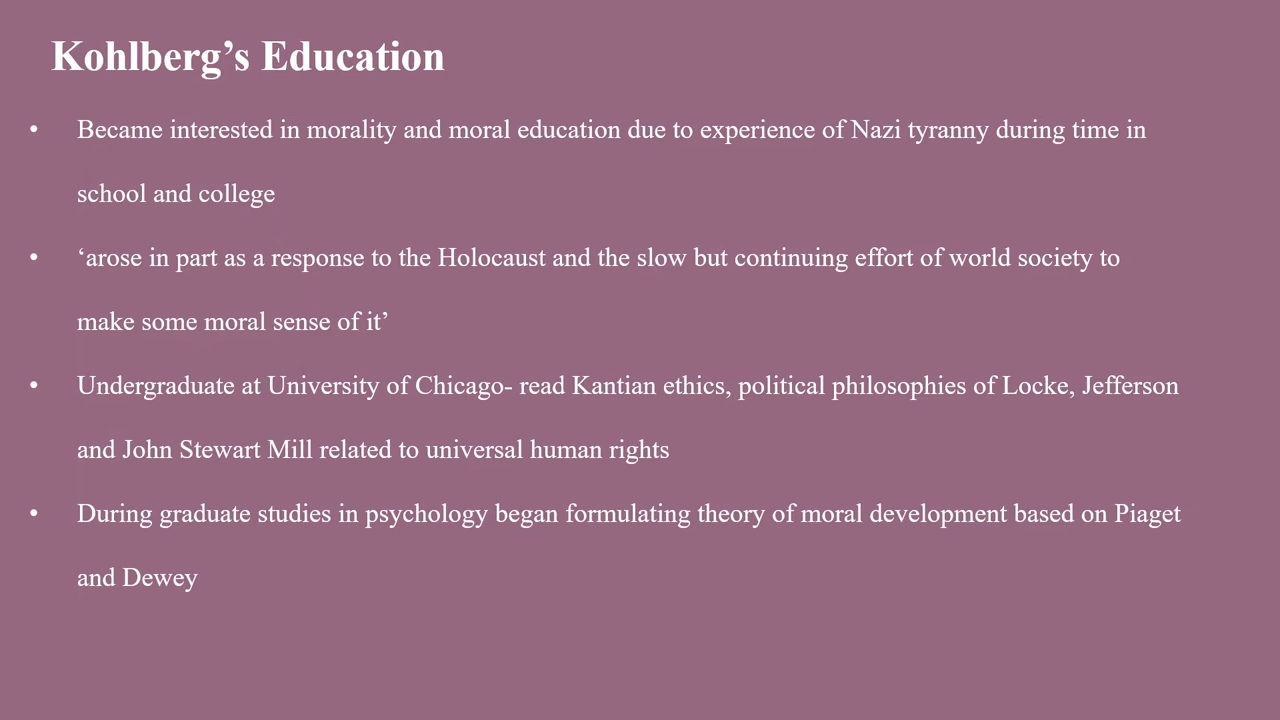 Kohlberg’s Education
• Became interested in morality and moral education due to experience of Nazi tyranny during time in
school and college
• ‘arose in part as a response to the Holocaust and the slow but continuing effort of world society to
make some moral sense of it’
• Undergraduate at University of Chicago- read Kantian ethics, political philosophies of Locke, Jefferson
and John Stewart Mill related to universal human rights
• During graduate studies in psychology began formulating theory of moral development based on Piaget
and Dewey